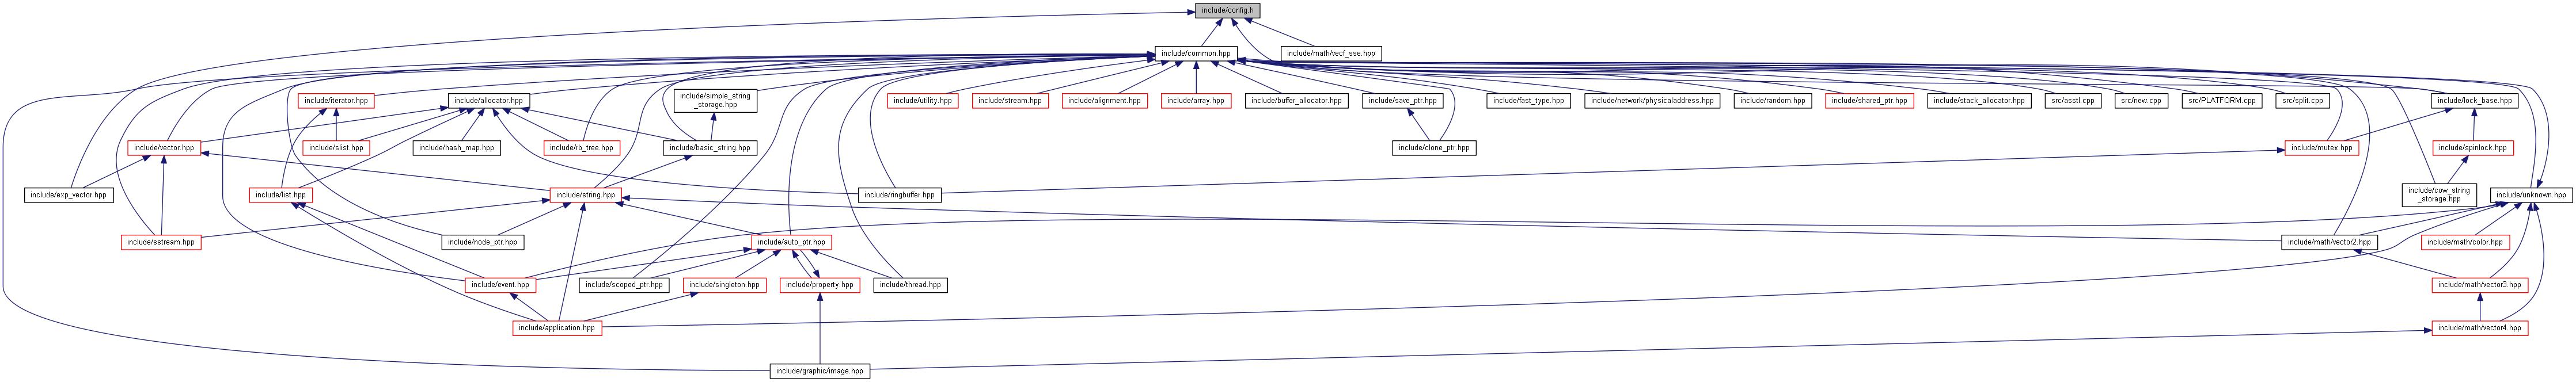 include/config.h
include/common.hpp
include/math/vecf_sse.hpp
include/iterator.hpp
include/allocator.hpp
include/simple_string
_storage.hpp
include/utility.hpp
include/stream.hpp
include/alignment.hpp
include/array.hpp
include/buffer_allocator.hpp
include/save_ptr.hpp
include/fast_type.hpp
include/network/physicaladdress.hpp
include/random.hpp
include/shared_ptr.hpp
include/stack_allocator.hpp
src/asstl.cpp
src/new.cpp
src/PLATFORM.cpp
src/split.cpp
include/lock_base.hpp
include/vector.hpp
include/slist.hpp
include/hash_map.hpp
include/rb_tree.hpp
include/basic_string.hpp
include/clone_ptr.hpp
include/mutex.hpp
include/spinlock.hpp
include/exp_vector.hpp
include/list.hpp
include/string.hpp
include/ringbuffer.hpp
include/cow_string
_storage.hpp
include/unknown.hpp
include/sstream.hpp
include/node_ptr.hpp
include/auto_ptr.hpp
include/math/vector2.hpp
include/math/color.hpp
include/event.hpp
include/scoped_ptr.hpp
include/singleton.hpp
include/property.hpp
include/thread.hpp
include/math/vector3.hpp
include/application.hpp
include/math/vector4.hpp
include/graphic/image.hpp